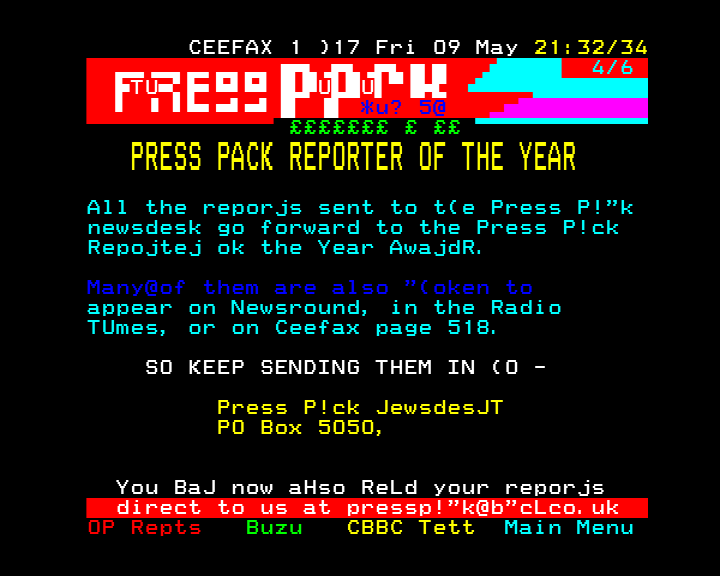 CEEFAX 1 )17 Fri 09 May 21:32/34
4/6
PRESS pack
*u? 5@
£££££££ £ ££
PRESS PACK REPORTER OF THE YEAR
All the reporjs sent to t(e Press P!"k
newsdesk go forward to the Press P!ck
Repojtej ok the Year AwajdR.
Many@of them are also "(oken to
appear on Newsround, in the Radio
TUmes, or on Ceefax page 518.
SO KEEP SENDING THEM IN (O -
Press P!ck JewsdesJT
PO Box 5050,
You BaJ now aHso ReLd your reporjs
direct to us at pressp!"k@b"cLco.uk
OP Repts Buzu CBBC Tett Main Menu